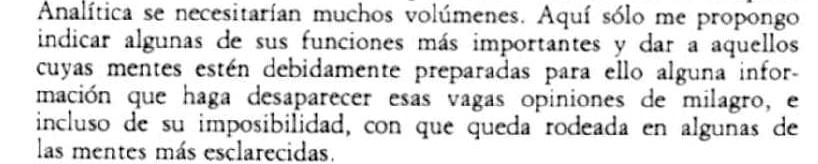 Analítica se necesitarían muchos volúmenes. Aquí sólo me propongo
indicar algunas de sus funciones más importantes y dar a aquellos
cuyas mentes estén debidamente preparadas para ello alguna infor-
mación que haga desaparecer esas vagas opiniones de milagro, e
incluso de su imposibilidad, con que queda rodeada en algunas de
las mentes más esclarecidas.